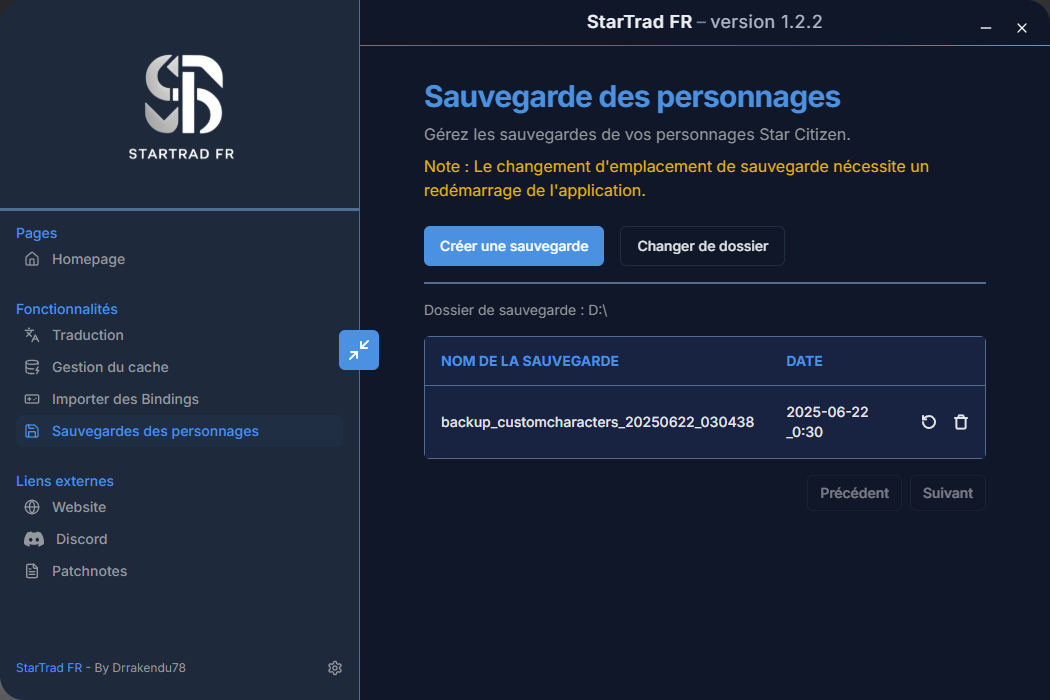 StarTrad FR – version 1.2.2
STARTRAD FR
Pages
Homepage
Fonctionnalités
Traduction
Gestion du cache
Importer des Bindings
Sauvegardes des personnages
Liens externes
Website
Discord
Patchnotes
StarTrad FR - By Drrakendu78
Sauvegarde des personnages
Gérez les sauvegardes de vos personnages Star Citizen.
Note : Le changement d'emplacement de sauvegarde nécessite un
redémarrage de l'application.
Créer une sauvegarde
Changer de dossier
Dossier de sauvegarde : D:\
NOM DE LA SAUVEGARDE
DATE
backup_customcharacters_20250622_030438
2025-06-22
_0:30
Précédent
Suivant